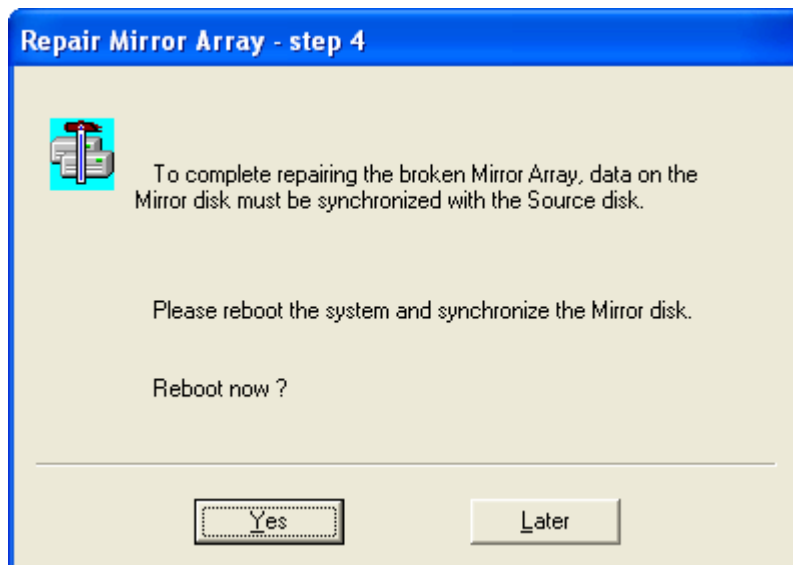 Repair Mirror Array - step 4
To complete repairing the broken Mirror Array, data on the
Mirror disk must be synchronized with the Source disk.
Please reboot the system and synchronize the Mirror disk.
Reboot now ?
Yes
Later